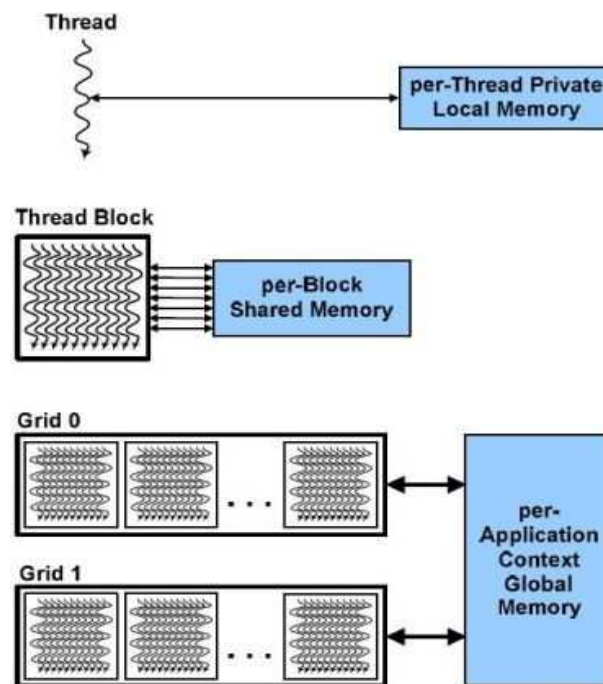 Thread
per-Thread Private
Local Memory
Thread Block
per-Block
Shared Memory
Grid 0
. . .
per-
Application
Context
Global
Memory
Grid 1
. . .